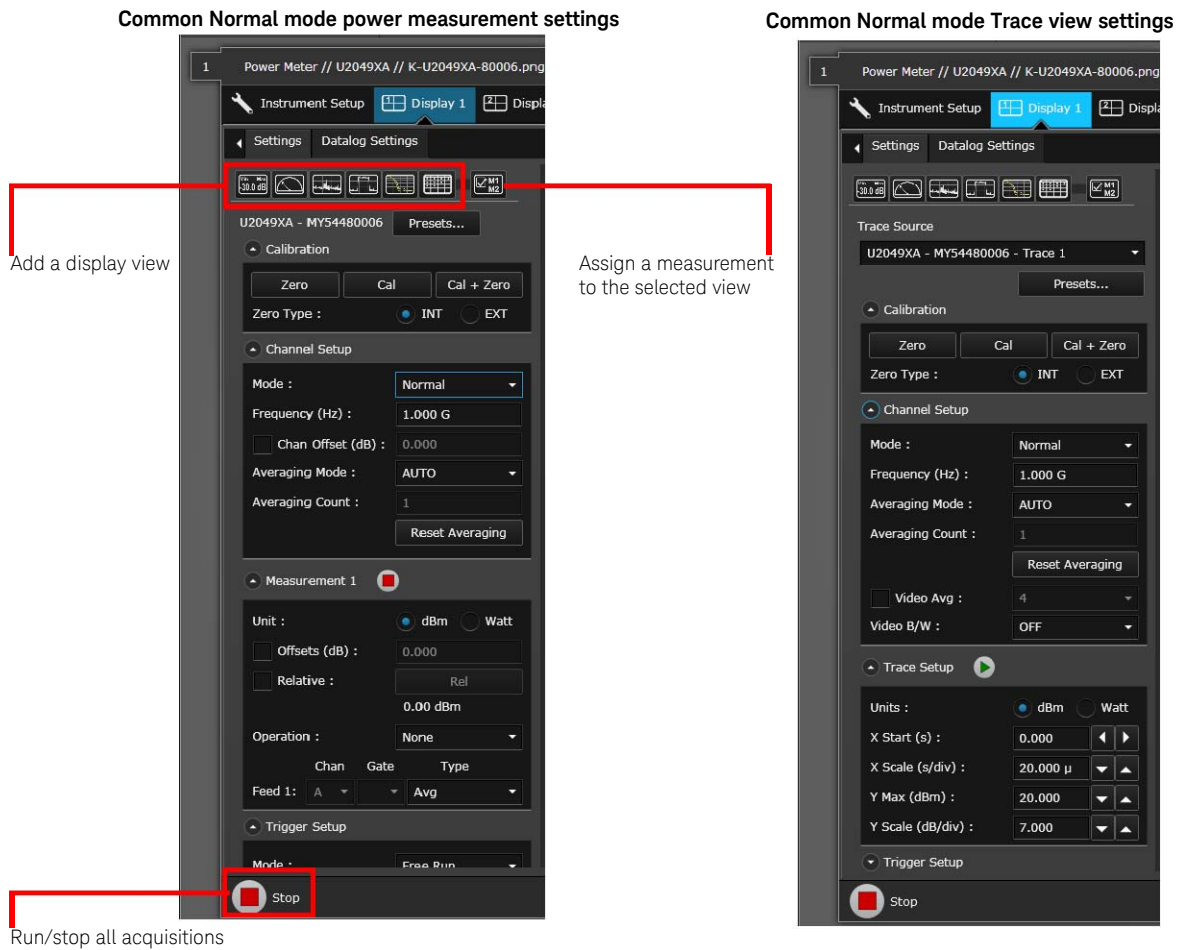 Common Normal mode power measurement settings
1
Power Meter // U2049XA // K-U2049XA-80006.png
Instrument Setup
Display 1
Displa
Settings
Datalog Settings
-30.0 dB
M1
M2
U2049XA - MY54480006
Presets...
Calibration
Zero
Cal
Cal + Zero
Zero Type :
INT
EXT
Channel Setup
Mode :
Normal
Frequency (Hz) :
1.000 G
Chan Offset (dB) :
0.000
Averaging Mode :
AUTO
Averaging Count :
1
Reset Averaging
Measurement 1
Unit :
dBm
Watt
Offsets (dB) :
0.000
Relative :
Rel
0.00 dBm
Operation :
None
Chan
Gate
Type
Feed 1:
A
Avg
Trigger Setup
Mode :
Free Run
Stop
Add a display view
Assign a measurement
to the selected view
Run/stop all acquisitions
Common Normal mode Trace view settings
1
Power Meter // U2049XA // K-U2049XA-80006.png
Instrument Setup
Display 1
Displa
Settings
Datalog Settings
-30.0 dB
M1
M2
Trace Source
U2049XA - MY54480006 - Trace 1
Presets...
Calibration
Zero
Cal
Cal + Zero
Zero Type :
INT
EXT
Channel Setup
Mode :
Normal
Frequency (Hz) :
1.000 G
Averaging Mode :
AUTO
Averaging Count :
1
Reset Averaging
Video Avg :
4
Video B/W :
OFF
Trace Setup
Units :
dBm
Watt
X Start (s) :
0.000
X Scale (s/div) :
20.000 µ
Y Max (dBm) :
20.000
Y Scale (dB/div) :
7.000
Trigger Setup
Stop